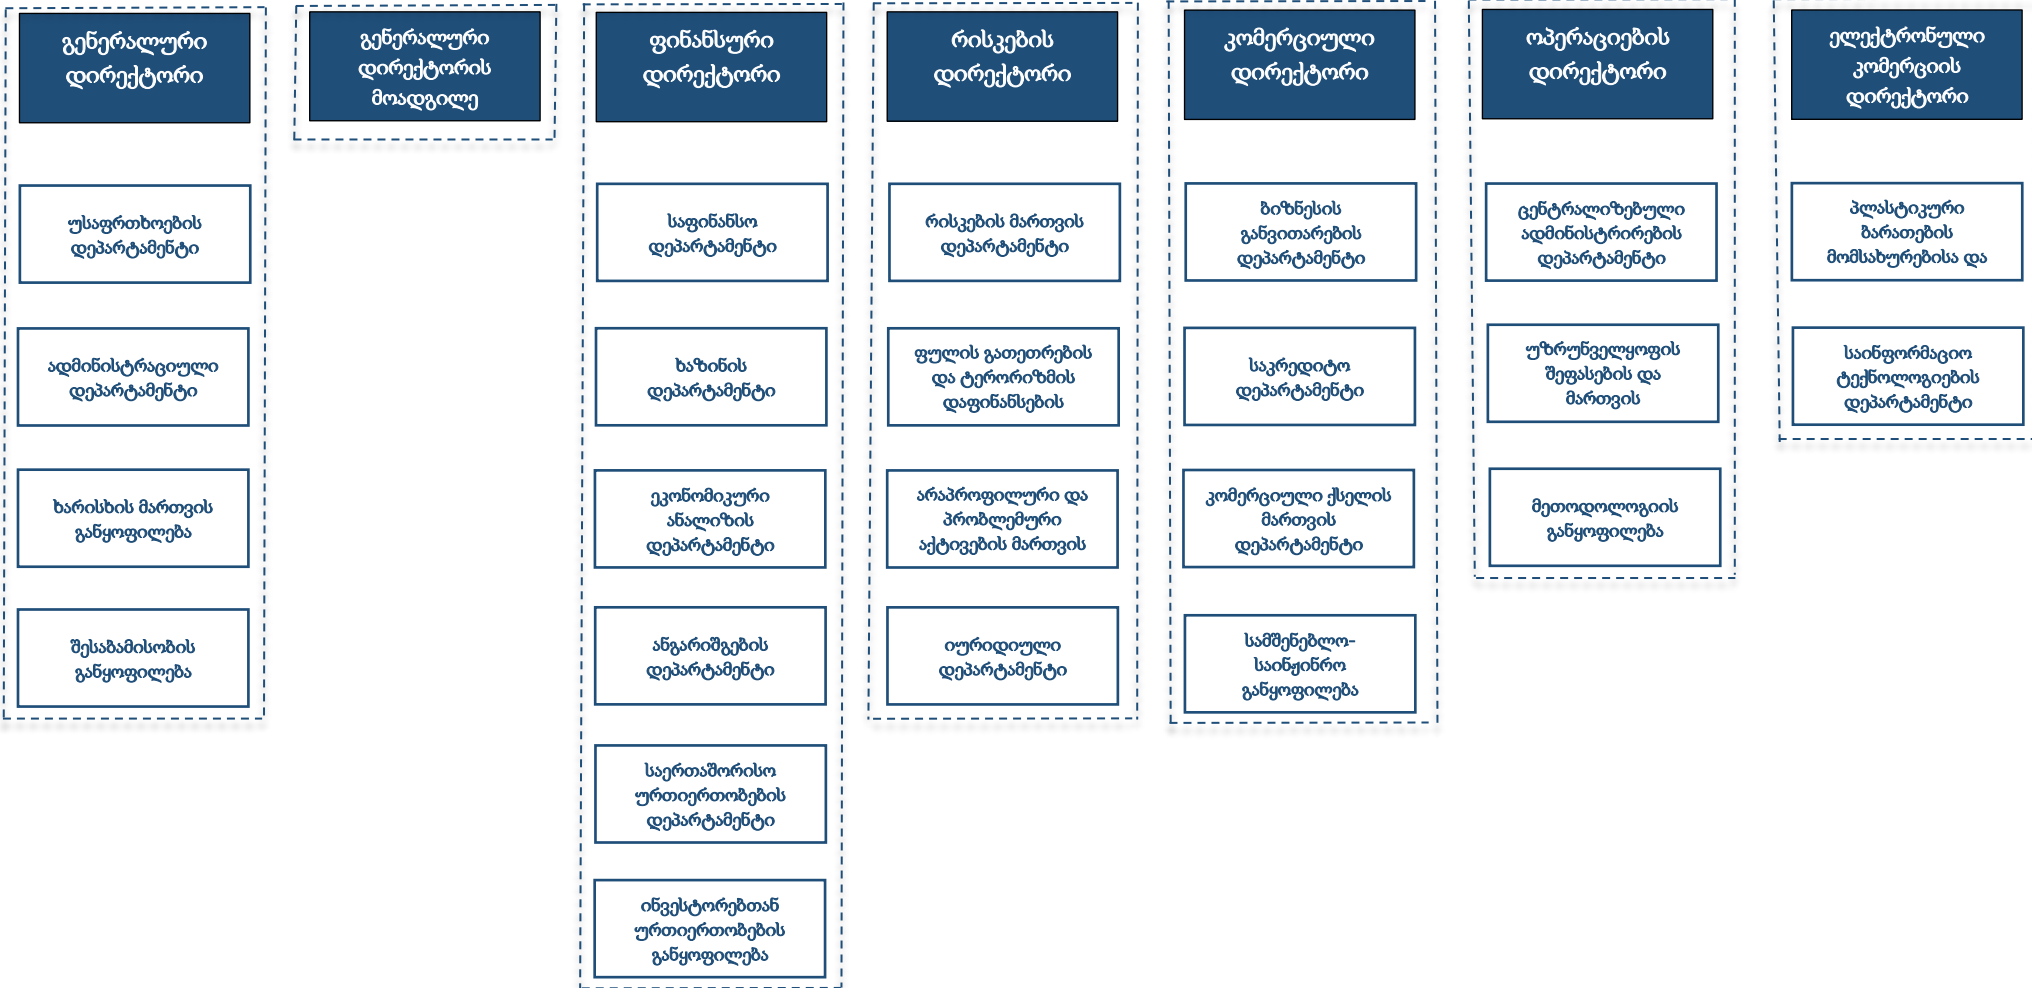 გენერალური
დირექტორი
უსაფრთხოების
დეპარტამენტი
ადმინისტრაციული
დეპარტამენტი
ხარისხის მართვის
განყოფილება
შესაბამისობის
განყოფილება
გენერალური
დირექტორის
მოადგილე
ფინანსური
დირექტორი
საფინანსო
დეპარტამენტი
ხაზინის
დეპარტამენტი
ეკონომიკური
ანალიზის
დეპარტამენტი
ანგარიშგების
დეპარტამენტი
საერთაშორისო
ურთიერთობების
დეპარტამენტი
ინვესტორებთან
ურთიერთობების
განყოფილება
რისკების
დირექტორი
რისკების მართვის
დეპარტამენტი
ფულის გათეთრების
და ტერორიზმის
დაფინანსების
არაპროფილური და
პრობლემური
აქტივების მართვის
იურიდიული
დეპარტამენტი
კომერციული
დირექტორი
ბიზნესის
განვითარების
დეპარტამენტი
საკრედიტო
დეპარტამენტი
კომერციული ქსელის
მართვის
დეპარტამენტი
სამშენებლო-
საინჟინრო
განყოფილება
ოპერაციების
დირექტორი
ცენტრალიზებული
ადმინისტრირების
დეპარტამენტი
უზრუნველყოფის
შეფასების და
მართვის
მეთოდოლოგიის
განყოფილება
ელექტრონული
კომერციის
დირექტორი
პლასტიკური
ბარათების
მომსახურებისა და
საინფორმაციო
ტექნოლოგიების
დეპარტამენტი